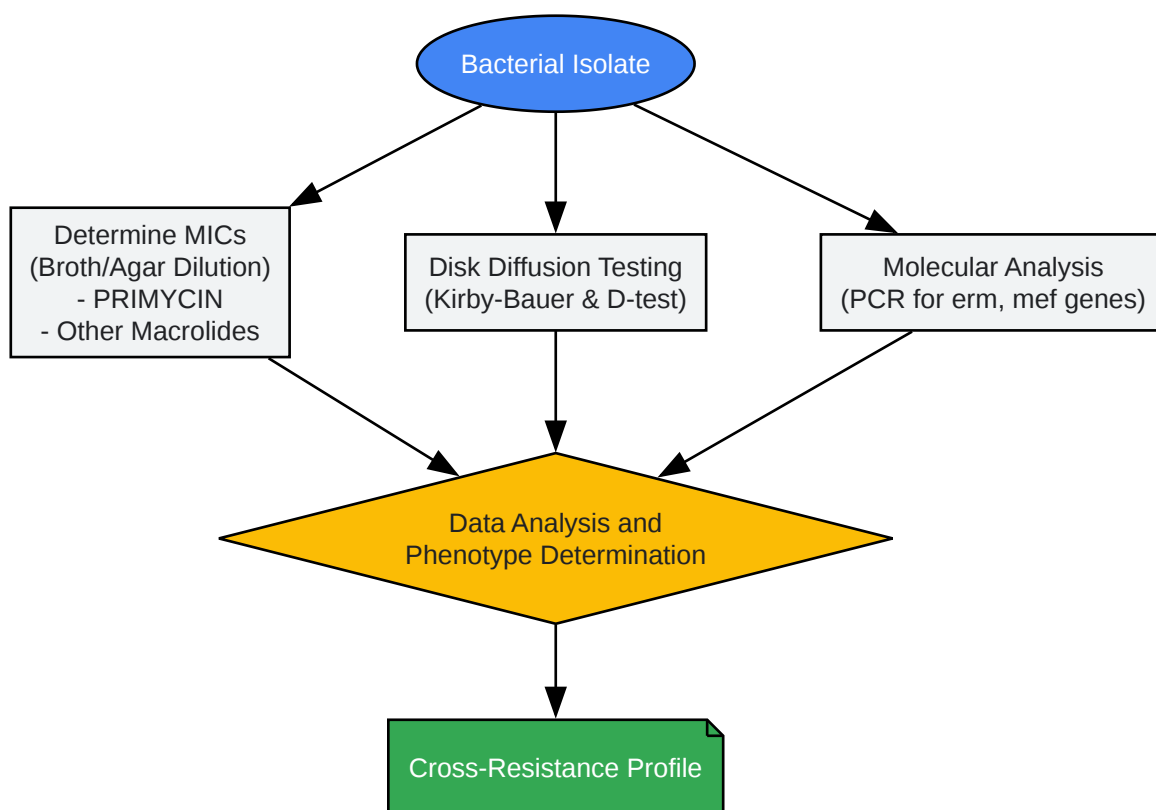 Bacterial Isolate
Determine MICs
(Broth/Agar Dilution)
- PRIMYCIN
- Other Macrolides
Disk Diffusion Testing
(Kirby-Bauer & D-test)
Molecular Analysis
(PCR for erm, mef genes)
Data Analysis and
Phenotype Determination
Cross-Resistance Profile